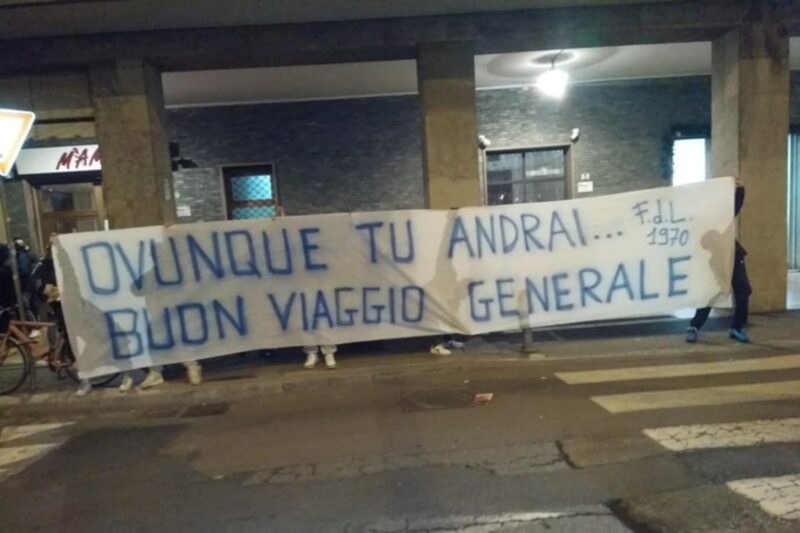 M'AM
OVUNQUE TU ANDRAI...
BUON VIAGGIO GENERALE
F.d.L.
1970